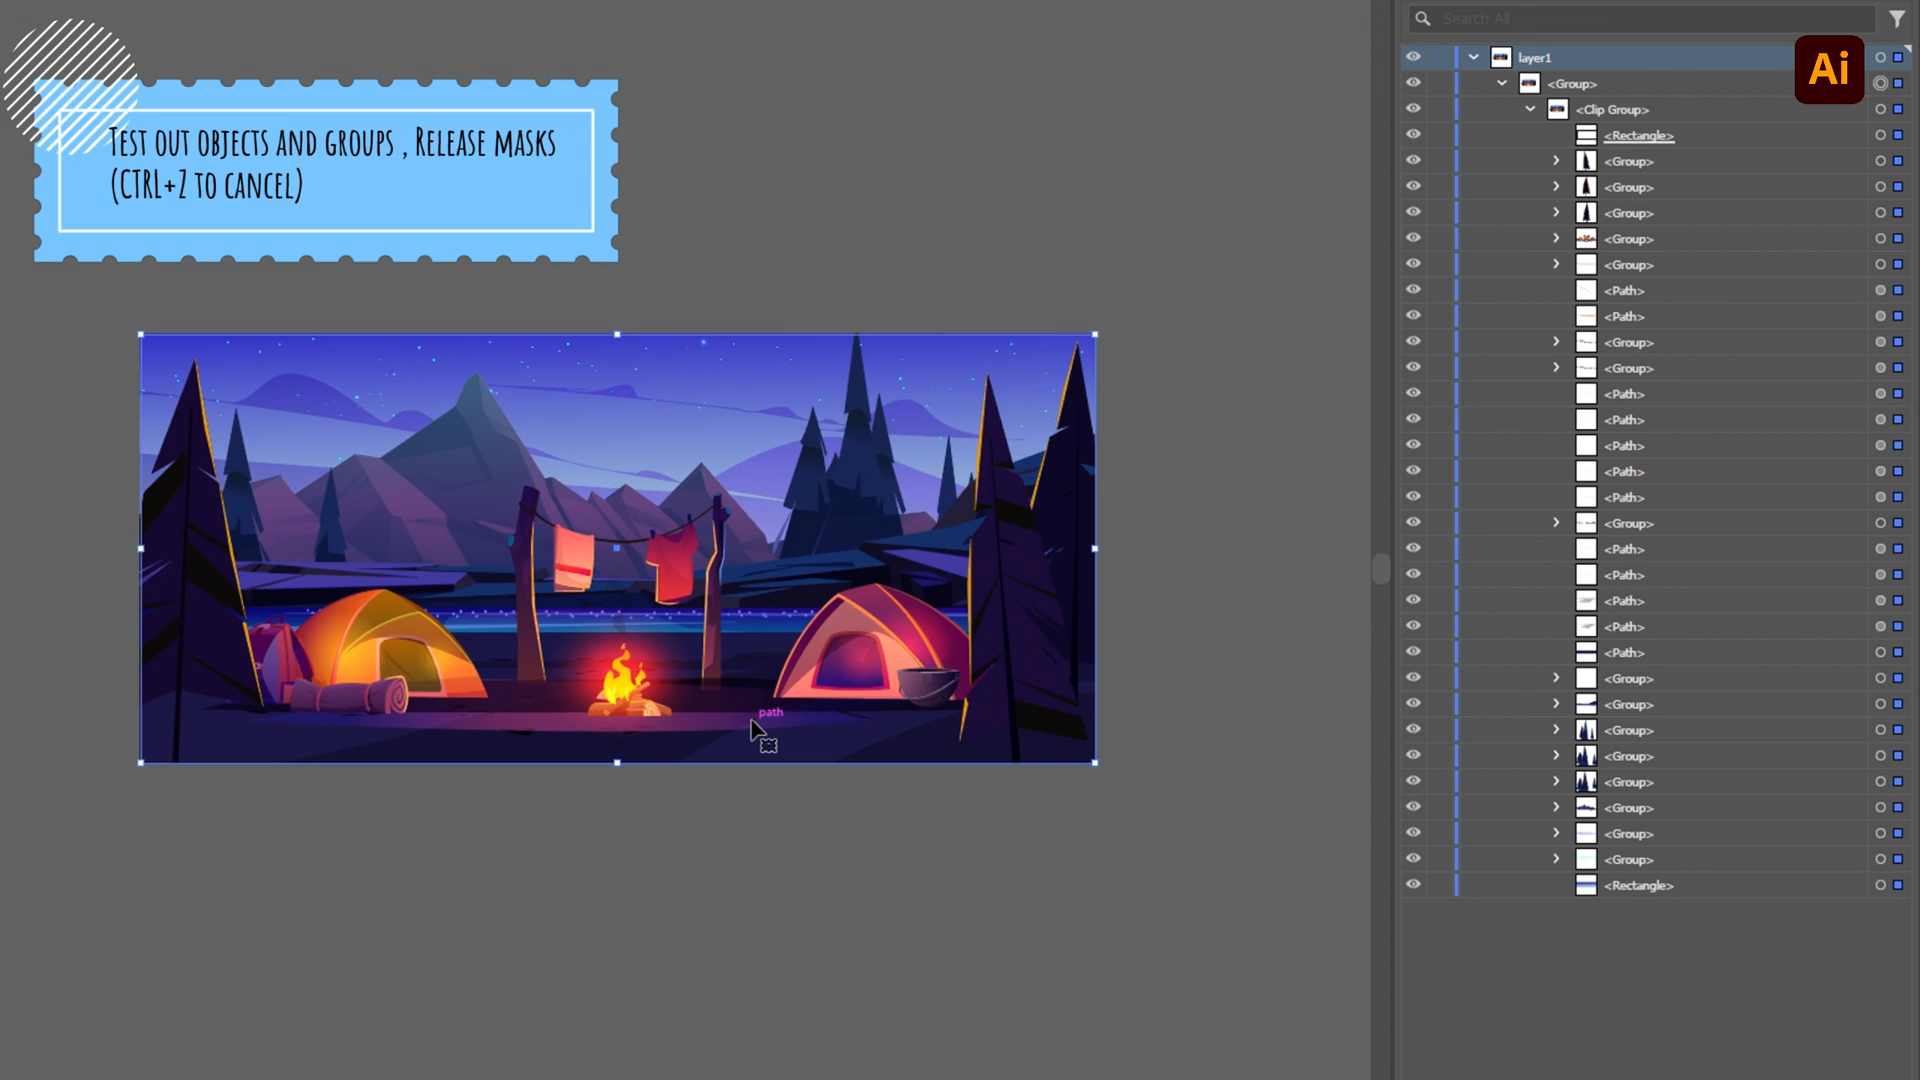 Search All
Ai
layer1
<Group>
<Clip Group>
<Rectangle>
<Group>
<Group>
<Group>
<Group>
<Group>
<Path>
<Path>
<Group>
<Group>
<Path>
<Path>
<Path>
<Path>
<Path>
<Group>
<Path>
<Path>
<Path>
<Path>
<Path>
<Group>
<Group>
<Group>
<Group>
<Group>
<Group>
<Group>
<Group>
<Rectangle>
TEST OUT OBJECTS AND GROUPS , RELEASE MASKS
(CTRL+Z TO CANCEL)
path